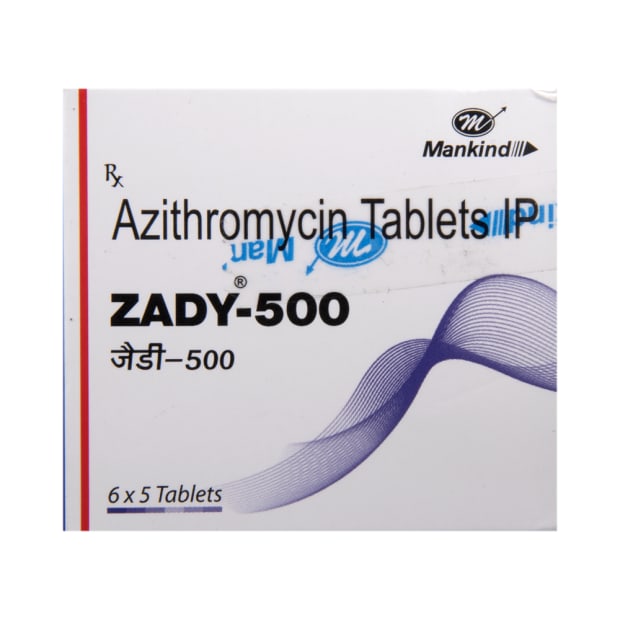 Mankind
Rx
Azithromycin Tablets IP
ZADY®-500
जैडी-500
6 x 5 Tablets